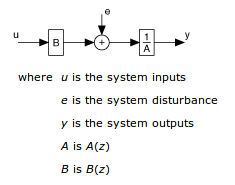 e
u
y
B
+
1
A
where u is the system inputs
e is the system disturbance
y is the system outputs
A is A(z)
B is B(z)